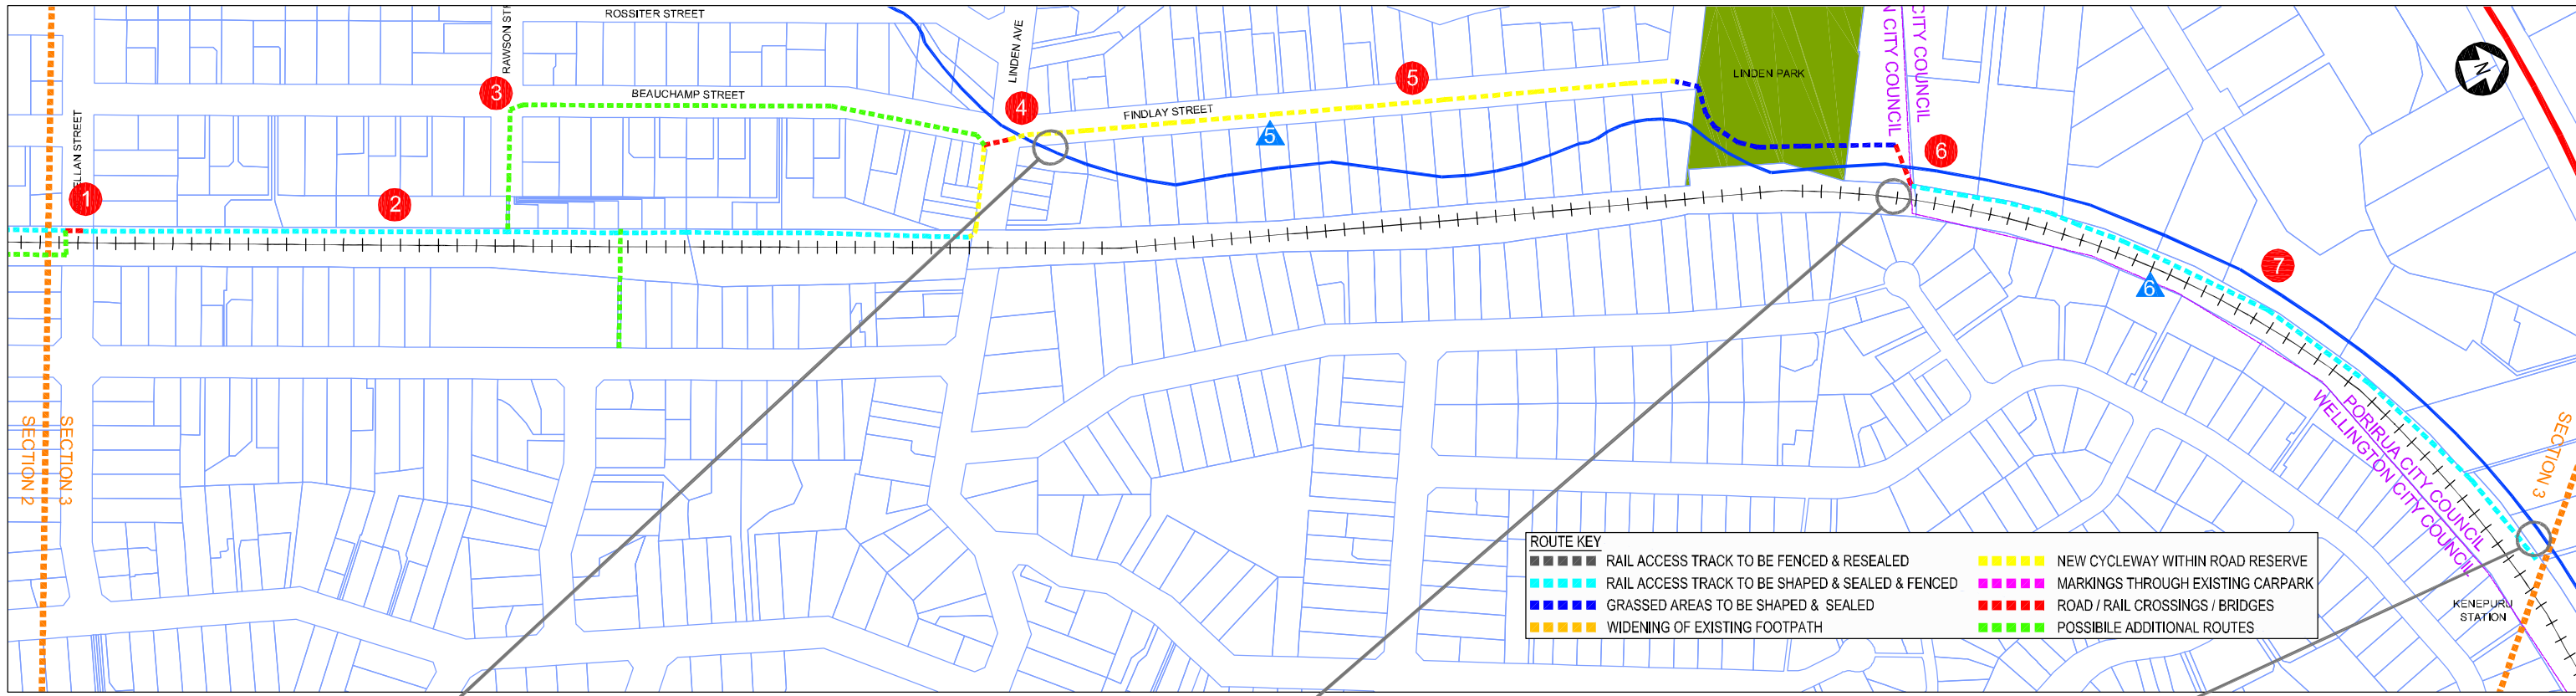 ROSSITER STREET
RAWSON STR
LINDEN AVE
N CITY COUNCIL
CITY COUNCIL
N
LINDEN PARK
3
BEAUCHAMP STREET
4
FINDLAY STREET
5
5
ELLAN STREET
1
2
6
7
6
SECTION 2
SECTION 3
PORIRUA CITY COUNCIL
WELLINGTON CITY COUNCIL
SECTION 3
KENEPURU
STATION
ROUTE KEY
RAIL ACCESS TRACK TO BE FENCED & RESEALED
RAIL ACCESS TRACK TO BE SHAPED & SEALED & FENCED
GRASSED AREAS TO BE SHAPED & SEALED
WIDENING OF EXISTING FOOTPATH
NEW CYCLEWAY WITHIN ROAD RESERVE
MARKINGS THROUGH EXISTING CARPARK
ROAD / RAIL CROSSINGS / BRIDGES
POSSIBILE ADDITIONAL ROUTES